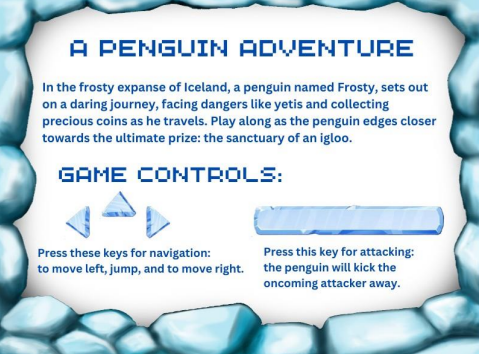 A PENGUIN ADVENTURE
In the frosty expanse of Iceland, a penguin named Frosty, sets out
on a daring journey, facing dangers like yetis and collecting
precious coins as he travels. Play along as the penguin edges closer
towards the ultimate prize: the sanctuary of an igloo.
GAME CONTROLS:
Press these keys for navigation:
to move left, jump, and to move right.
Press this key for attacking:
the penguin will kick the
oncoming attacker away.